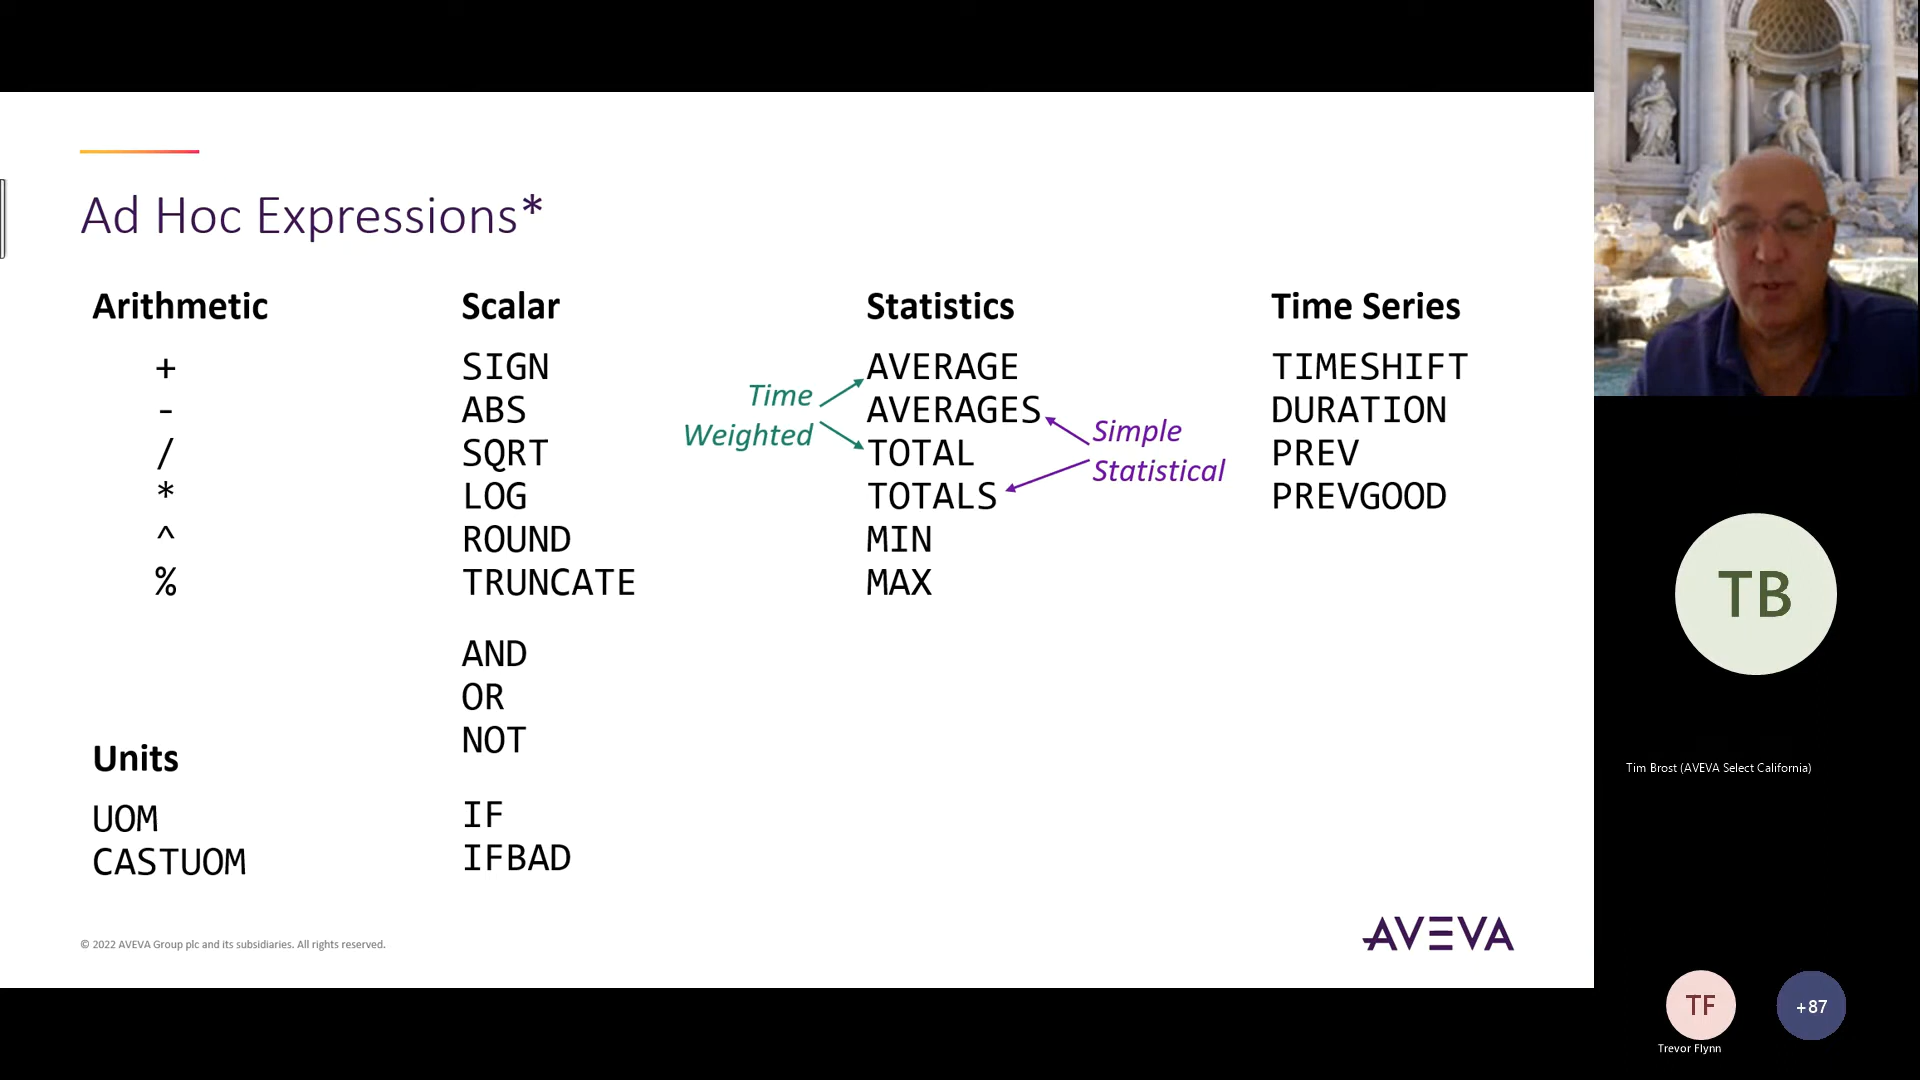 Ad Hoc Expressions*
Arithmetic
+
-
/
*
^
%
Units
UOM
CASTUOM
Scalar
SIGN
ABS
SQRT
LOG
ROUND
TRUNCATE
AND
OR
NOT
IF
IFBAD
Time
Weighted
Statistics
AVERAGE
AVERAGES
TOTAL
TOTALS
MIN
MAX
Simple
Statistical
Time Series
TIMESHIFT
DURATION
PREV
PREVGOOD
© 2022 AVEVA Group plc and its subsidiaries. All rights reserved.
AVEVA
TB
Tim Brost (AVEVA Select California)
TF
Trevor Flynn
+87